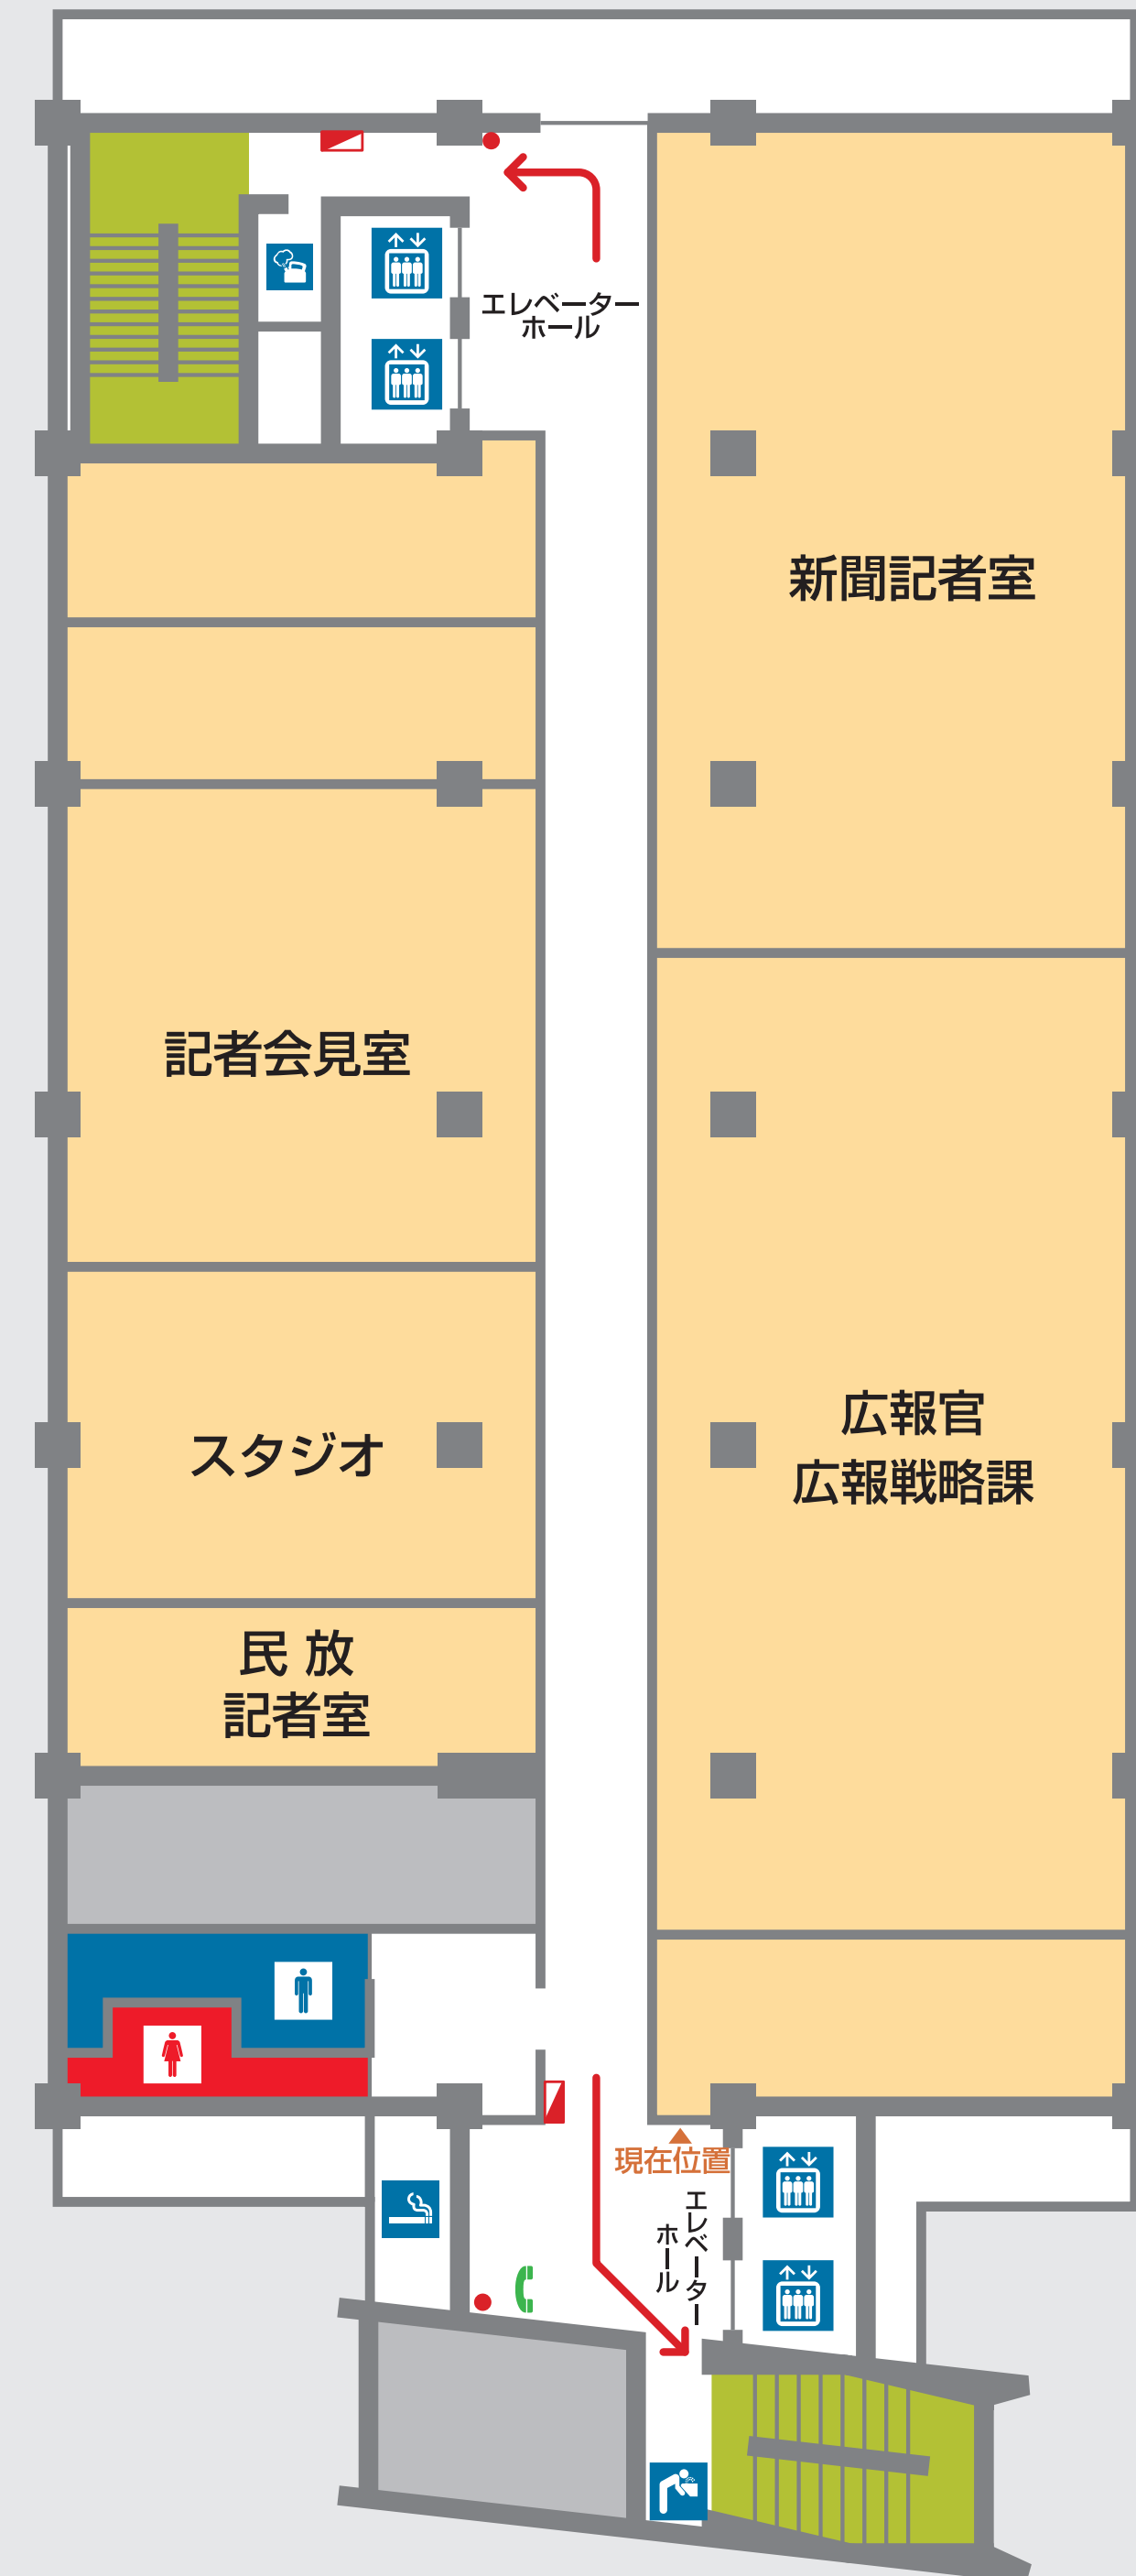 エレベーター
ホール
新聞記者室
記者会見室
広報官
広報戦略課
スタジオ
民 放
記者室
現在位置
エレベーター
ホール